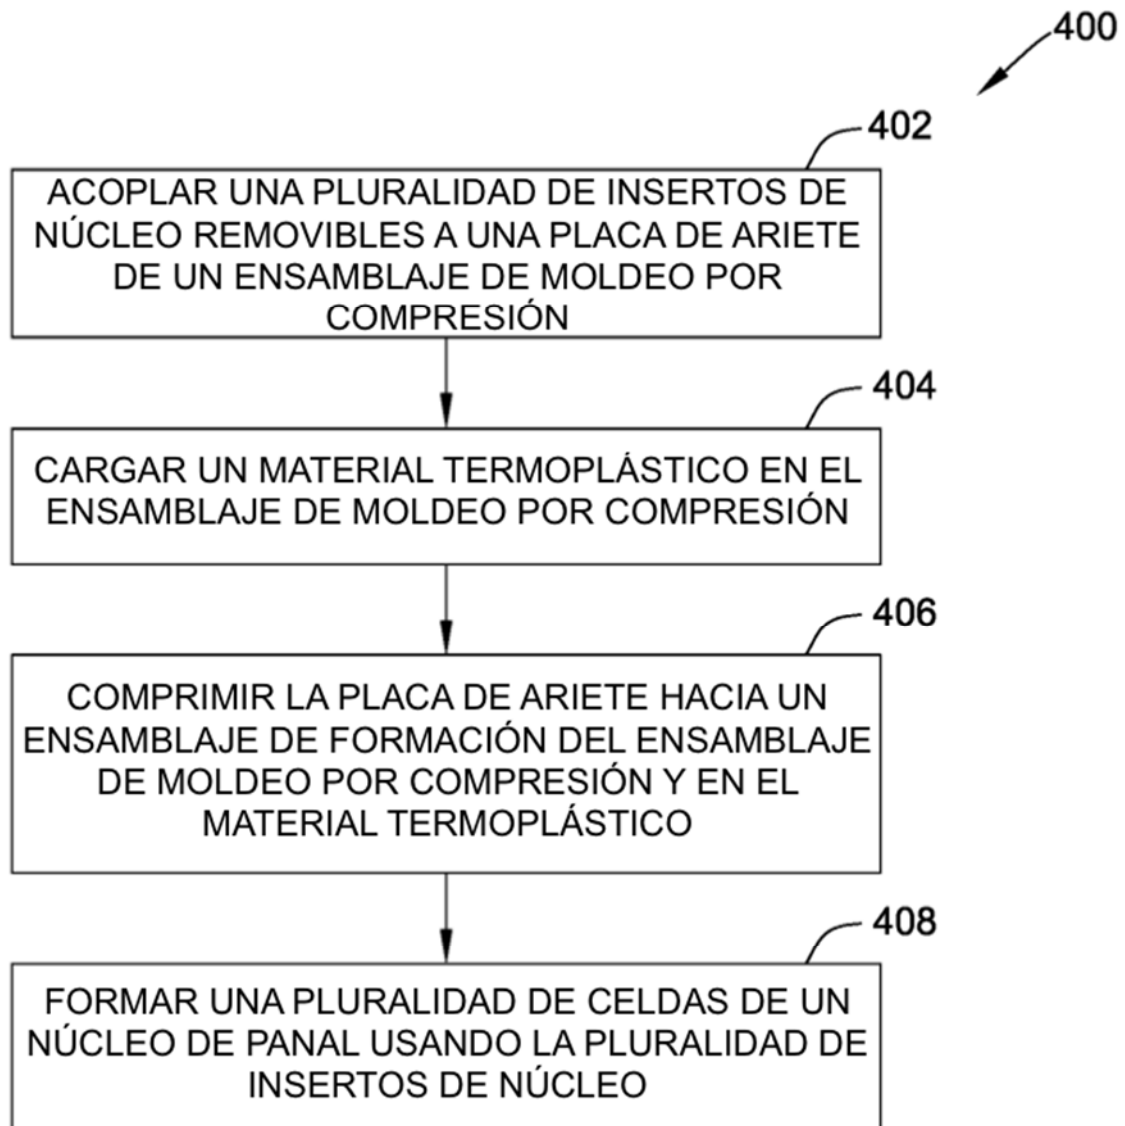 400
402
ACOPLAR UNA PLURALIDAD DE INSERTOS DE
NÚCLEO REMOVIBLES A UNA PLACA DE ARIETE
DE UN ENSAMBLAJE DE MOLDEO POR
COMPRESIÓN
404
CARGAR UN MATERIAL TERMOPLÁSTICO EN EL
ENSAMBLAJE DE MOLDEO POR COMPRESIÓN
406
COMPRIMIR LA PLACA DE ARIETE HACIA UN
ENSAMBLAJE DE FORMACIÓN DEL ENSAMBLAJE
DE MOLDEO POR COMPRESIÓN Y EN EL
MATERIAL TERMOPLÁSTICO
408
FORMAR UNA PLURALIDAD DE CELDAS DE UN
NÚCLEO DE PANAL USANDO LA PLURALIDAD DE
INSERTOS DE NÚCLEO